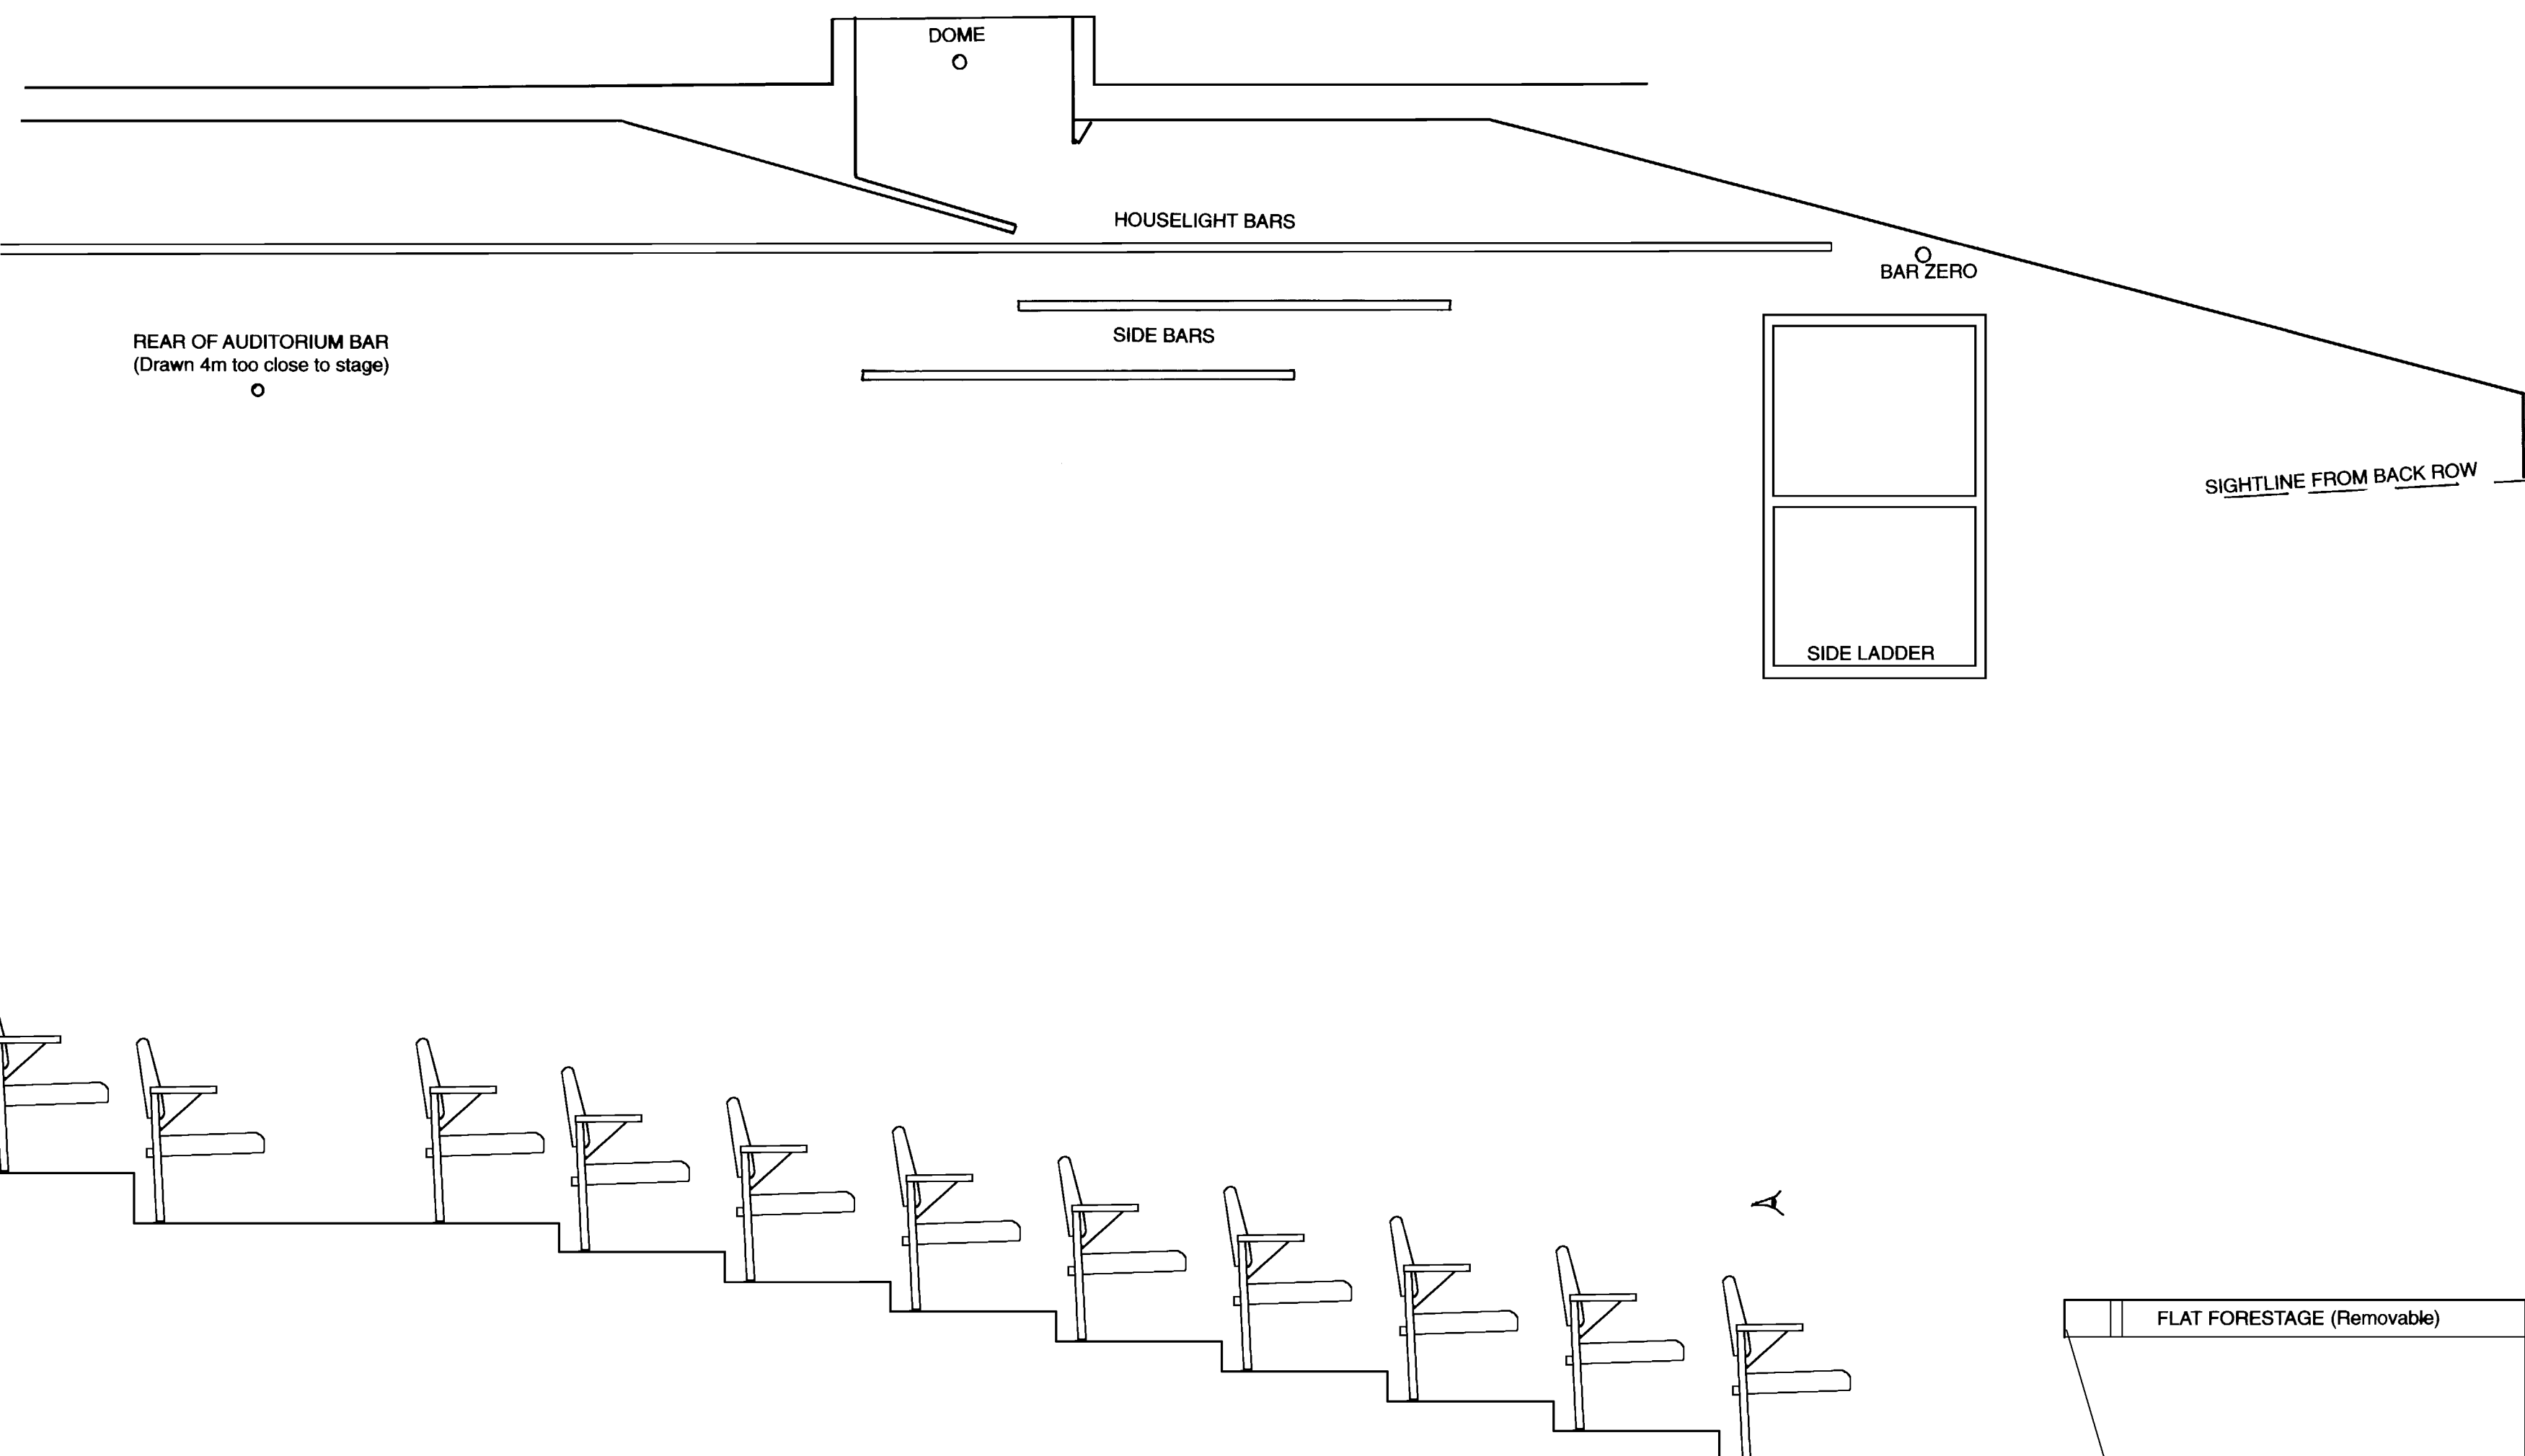 DOME
HOUSELIGHT BARS
BAR ZERO
SIDE BARS
REAR OF AUDITORIUM BAR
(Drawn 4m too close to stage)
SIGHTLINE FROM BACK ROW
SIDE LADDER
FLAT FORESTAGE (Removable)